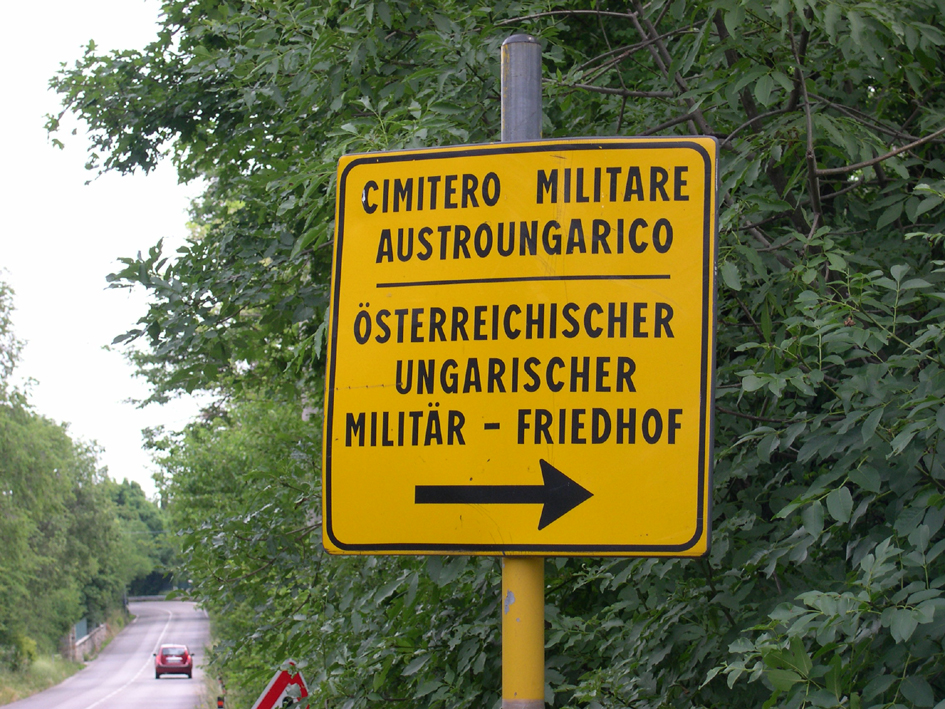 CIMITERO MILITARE
AUSTROUNGARICO
ÖSTERREICHISCHER
UNGARISCHER
MILITÄR - FRIEDHOF